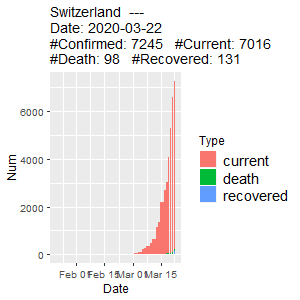 Switzerland  ---
Date: 2020-03-22
#Confirmed: 7245   #Current: 7016
#Death: 98   #Recovered: 131
6000
4000
2000
0
Num
Feb 01 Feb 15 Mar 01 Mar 15
Date
Type
current
death
recovered